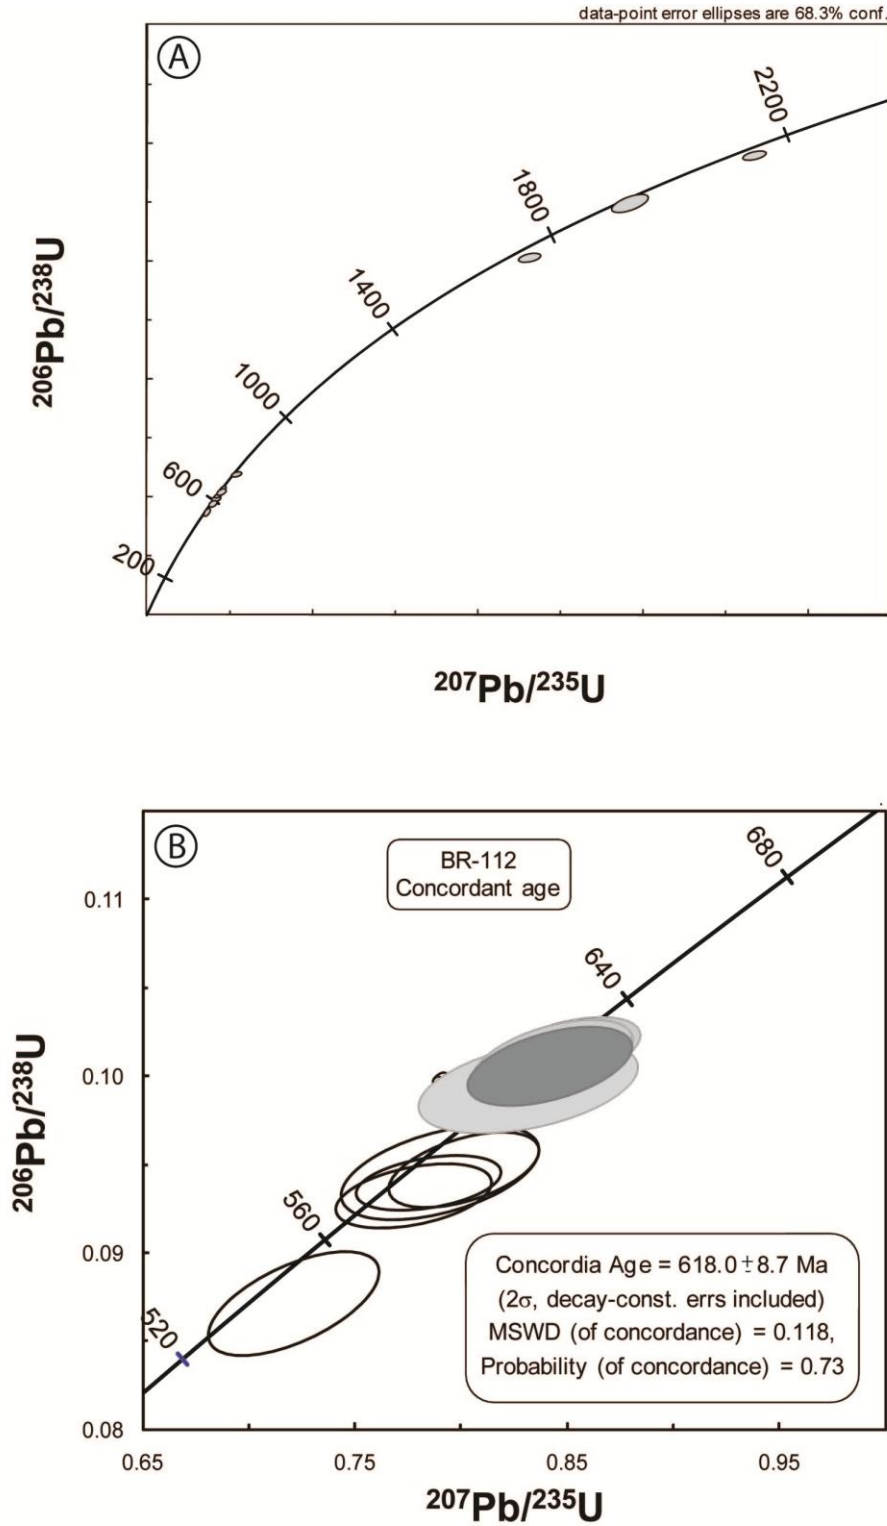 data-point error ellipses are 68.3% conf.
A
2200
1800
1400
1000
600
200
206Pb/238U
207Pb/235U
B
BR-112
Concordant age
680
640
560
520
0.11
0.10
0.09
0.08
206Pb/238U
Concordia Age = 618.0 ± 8.7 Ma
(2σ, decay-const. errs included)
MSWD (of concordance) = 0.118,
Probability (of concordance) = 0.73
0.65
0.75
0.85
0.95
207Pb/235U